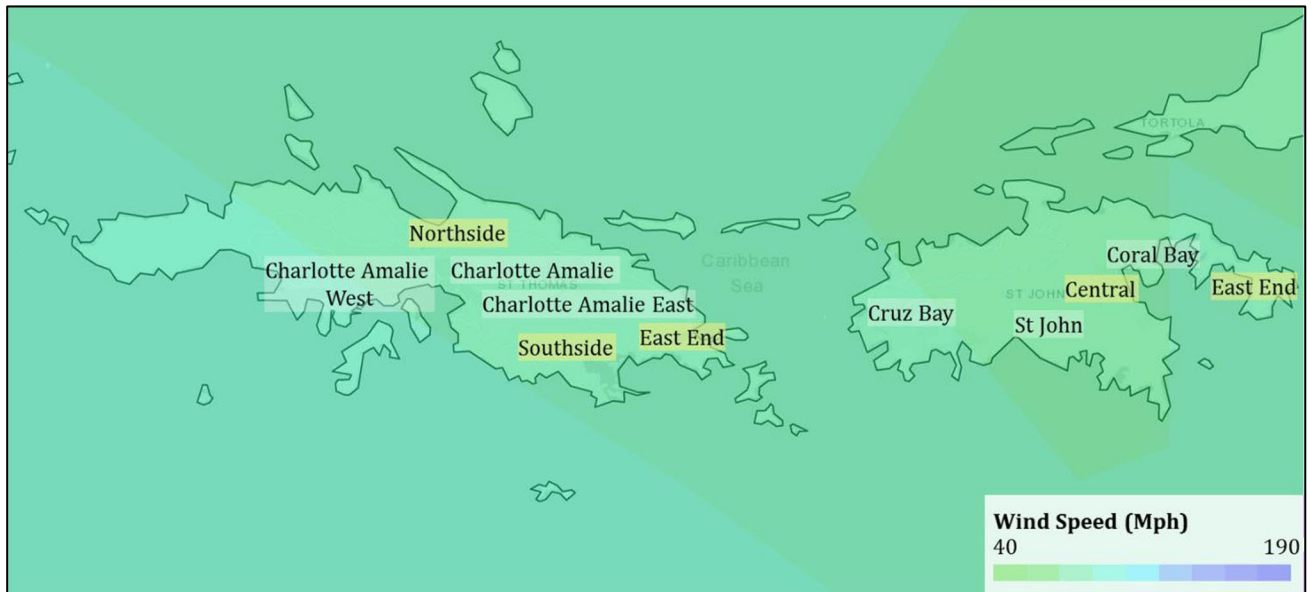 TORTOLA
Northside
Coral Bay
Charlotte Amalie
West
Charlotte Amalie
Caribbean
Sea
ST THOMAS
Central
East End
ST JOHN
Charlotte Amalie East
Cruz Bay
St John
Southside
East End
Wind Speed (Mph)
40
190